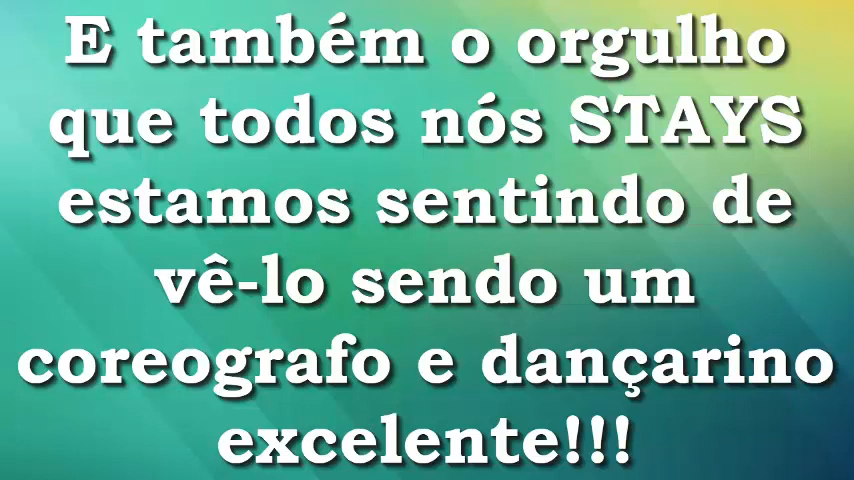 E também o orgulho
que todos nós STAYS
estamos sentindo de
vê-lo sendo um
coreografo e dançarino
excelente!!!